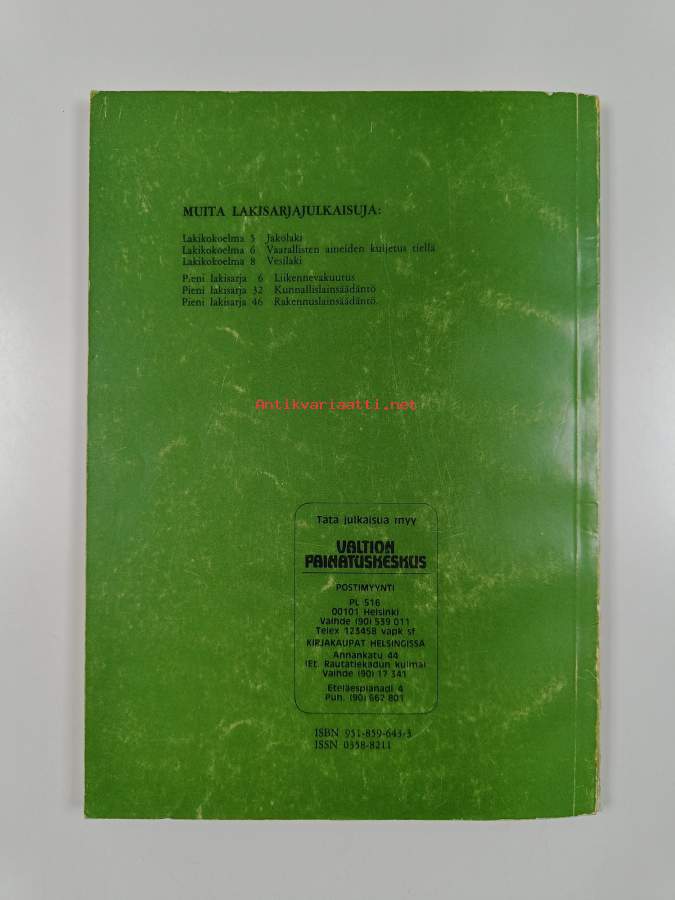 MUITA LAKISARJAJULKAISUJA:
Lakikokoelma 5 Jakolaki
Lakikokoelma 6 Vaarallisten aineiden kuljetus tiellä
Lakikokoelma 8 Vesilaki
Pieni lakisarja 6 Liikennevakuutus
Pieni lakisarja 32 Kunnallislainsäädäntö
Pieni lakisarja 46 Rakennuslainsäädäntö
Antikvariaatti.net
Tätä julkaisua myy
VALTION
PAINATUSKESKUS
POSTIMYYNTI
PL 516
00101 Helsinki
Vaihde (90) 539 011
Telex 123458 vapk sf
KIRJAKAUPAT HELSINGISSÄ
Annankatu 44
(Et. Rautatiekadun kulma)
Vaihde (90) 17 341
Eteläesplanadi 4
Puh. (90) 662 801
ISBN 951-859-643-3
ISSN 0358-8211